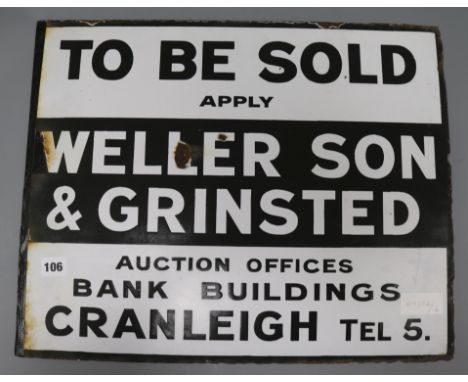 TO BE SOLD
APPLY
WELLER SON
& GRINSTED
AUCTION OFFICES
106
BANK BUILDINGS
CRANLEIGH TEL 5.